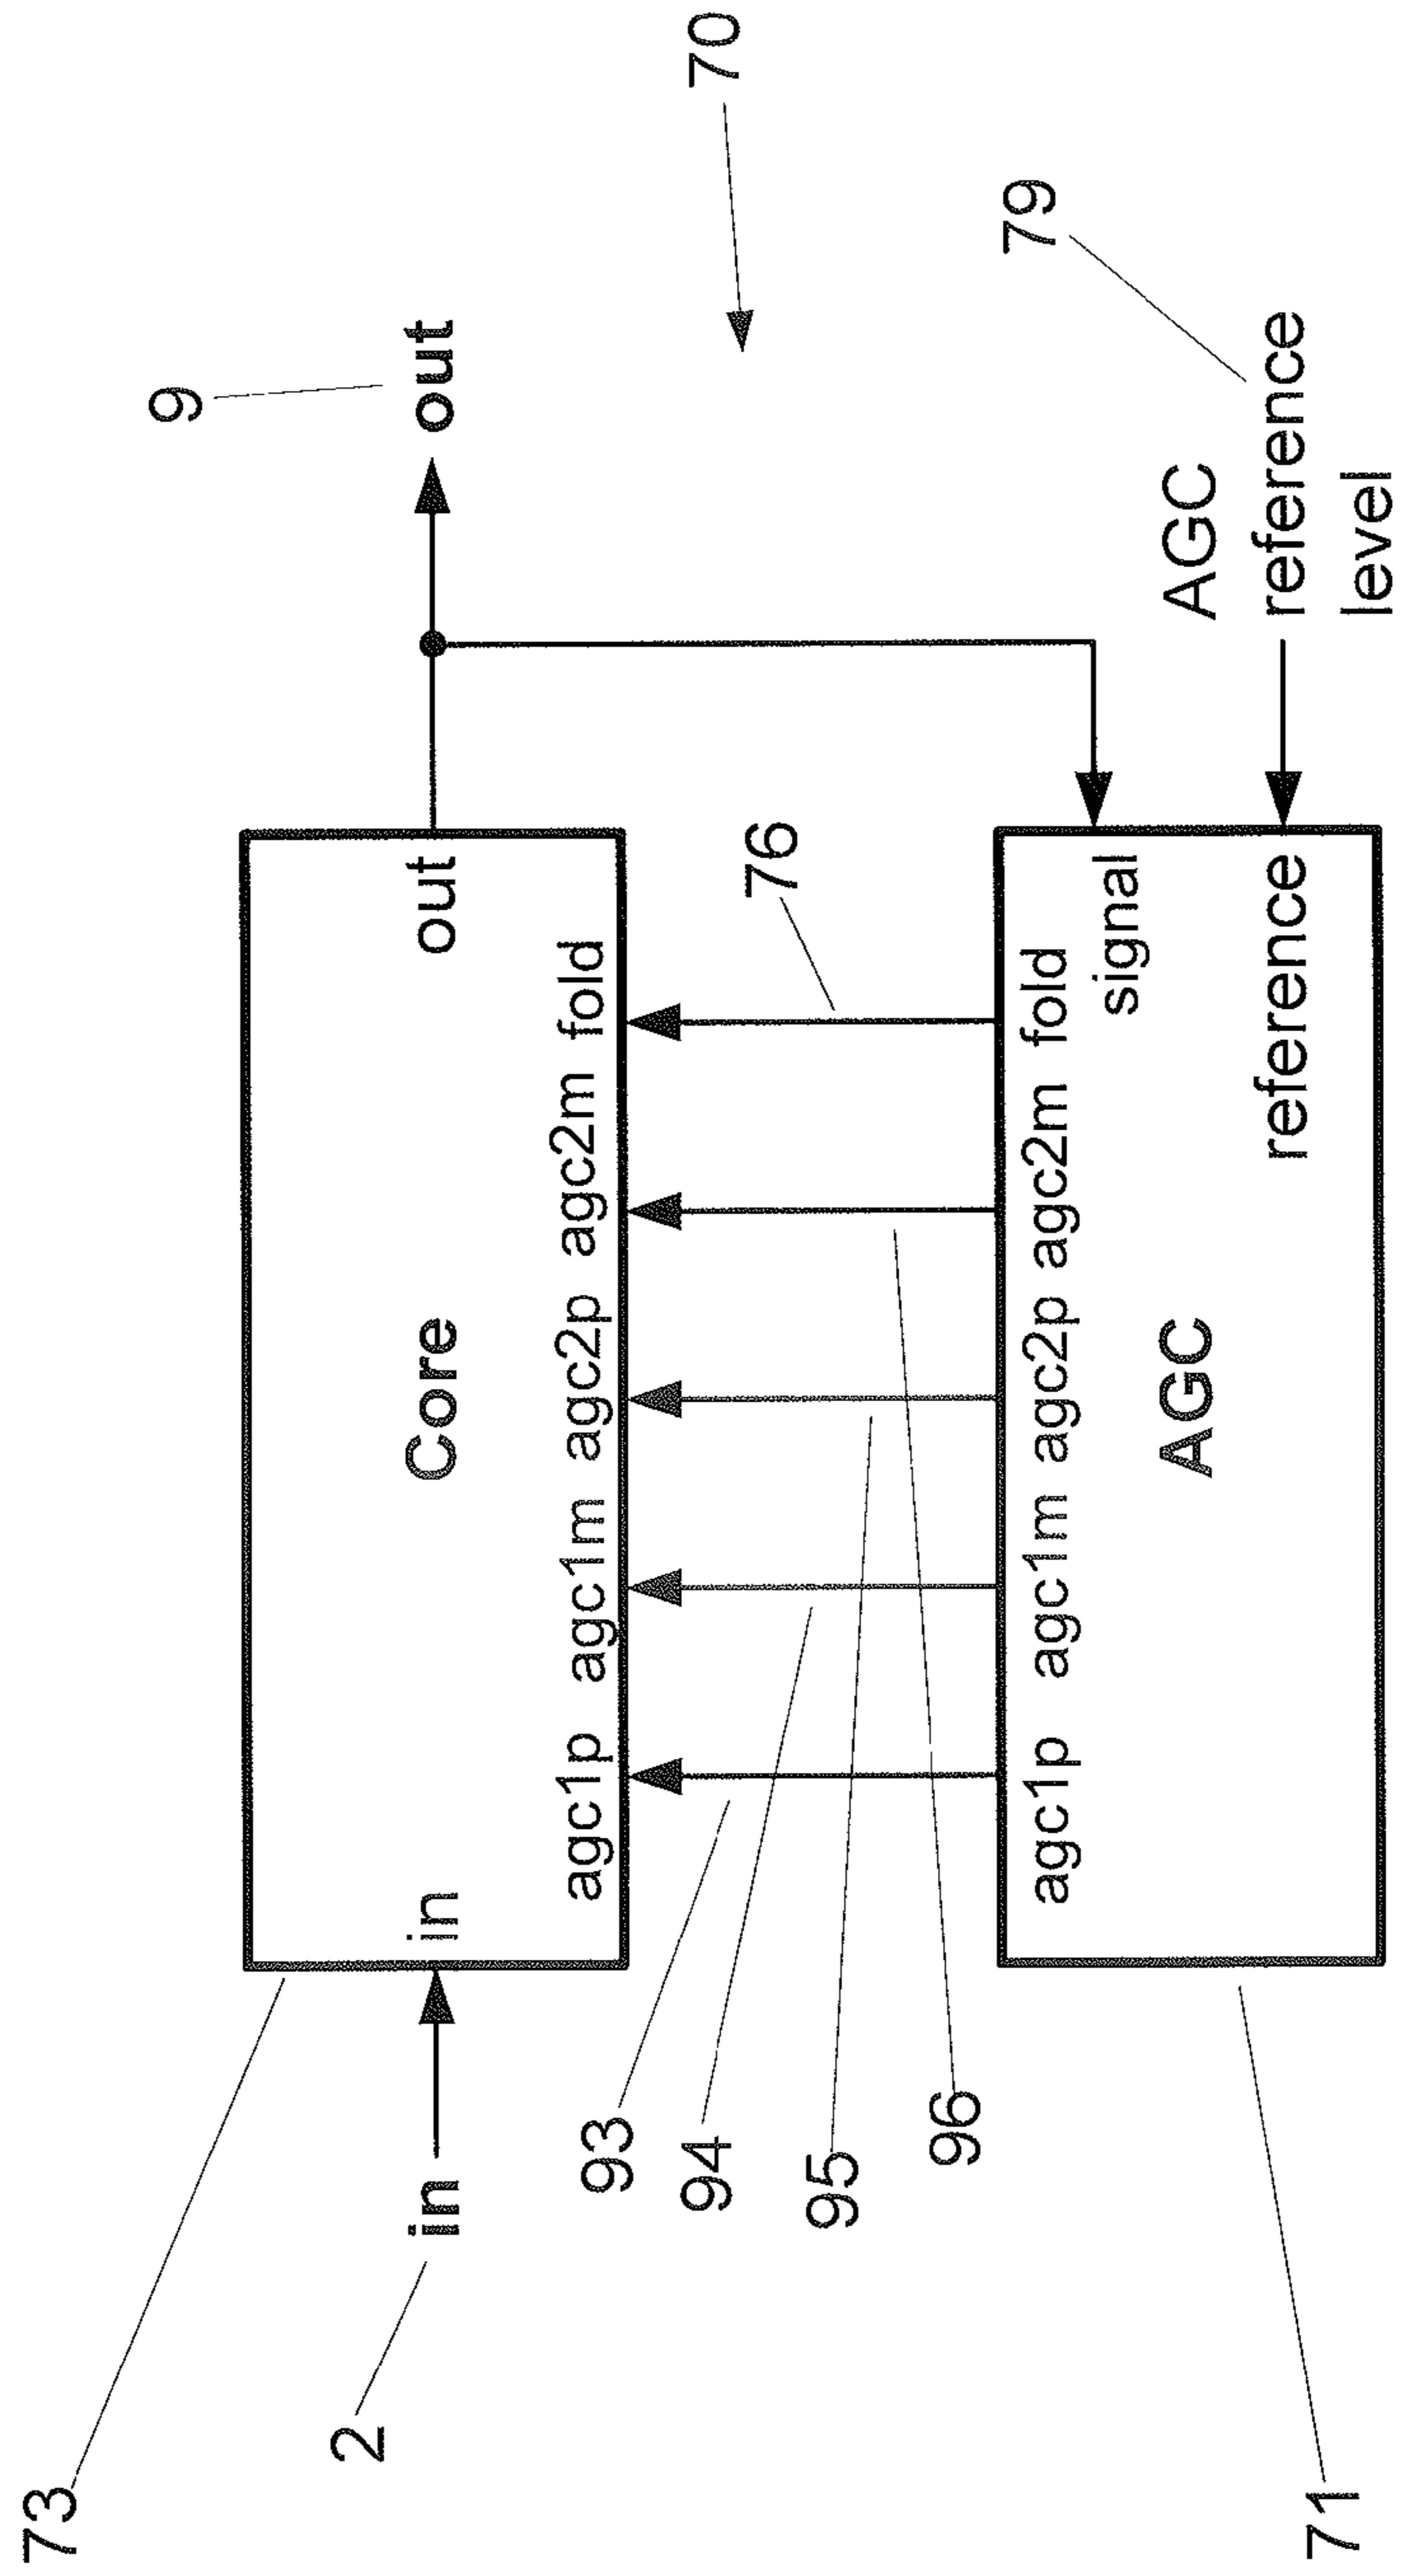 70
9
out
79
AGC
reference
level
out
76
agc1p agc1m agc2p agc2m fold
Core
in
in
2
73
agc1p agc1m agc2p agc2m fold
signal
reference
AGC
93
94
95
96
71